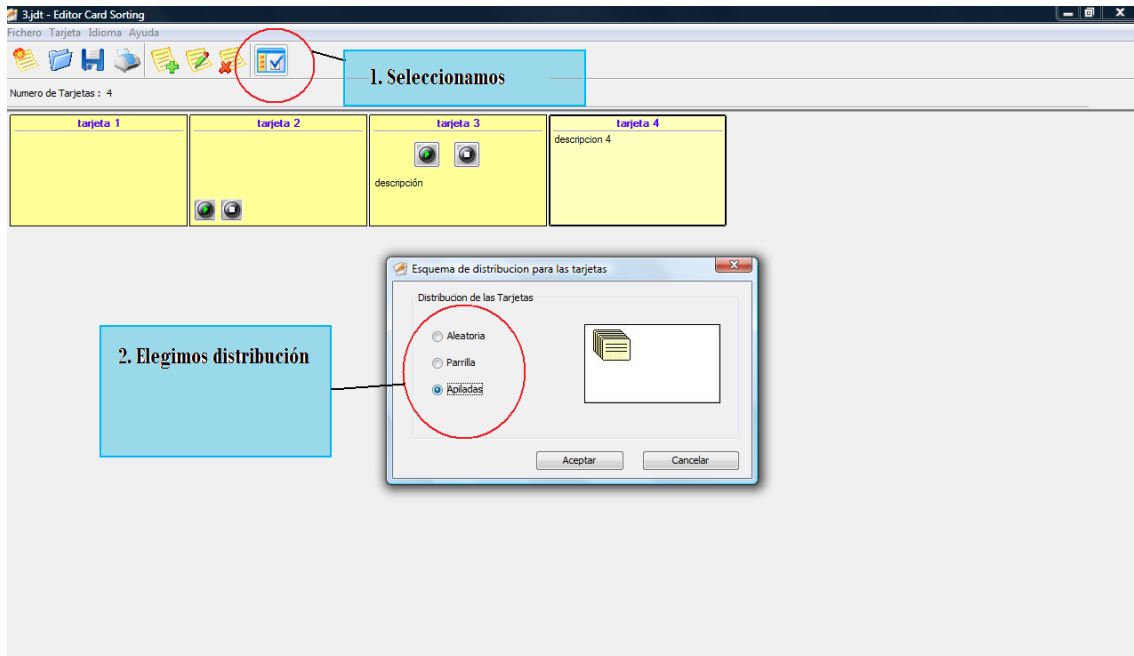 3.jdt - Editor Card Sorting
Fichero Tarjeta Idioma Ayuda
1. Seleccionamos
Numero de Tarjetas : 4
tarjeta 1
tarjeta 2
tarjeta 3
descripción
tarjeta 4
descripcion 4
Esquema de distribucion para las tarjetas
Distribucion de las Tarjetas
Aleatoria
Parrilla
Apiladas
2. Elegimos distribución
Aceptar
Cancelar